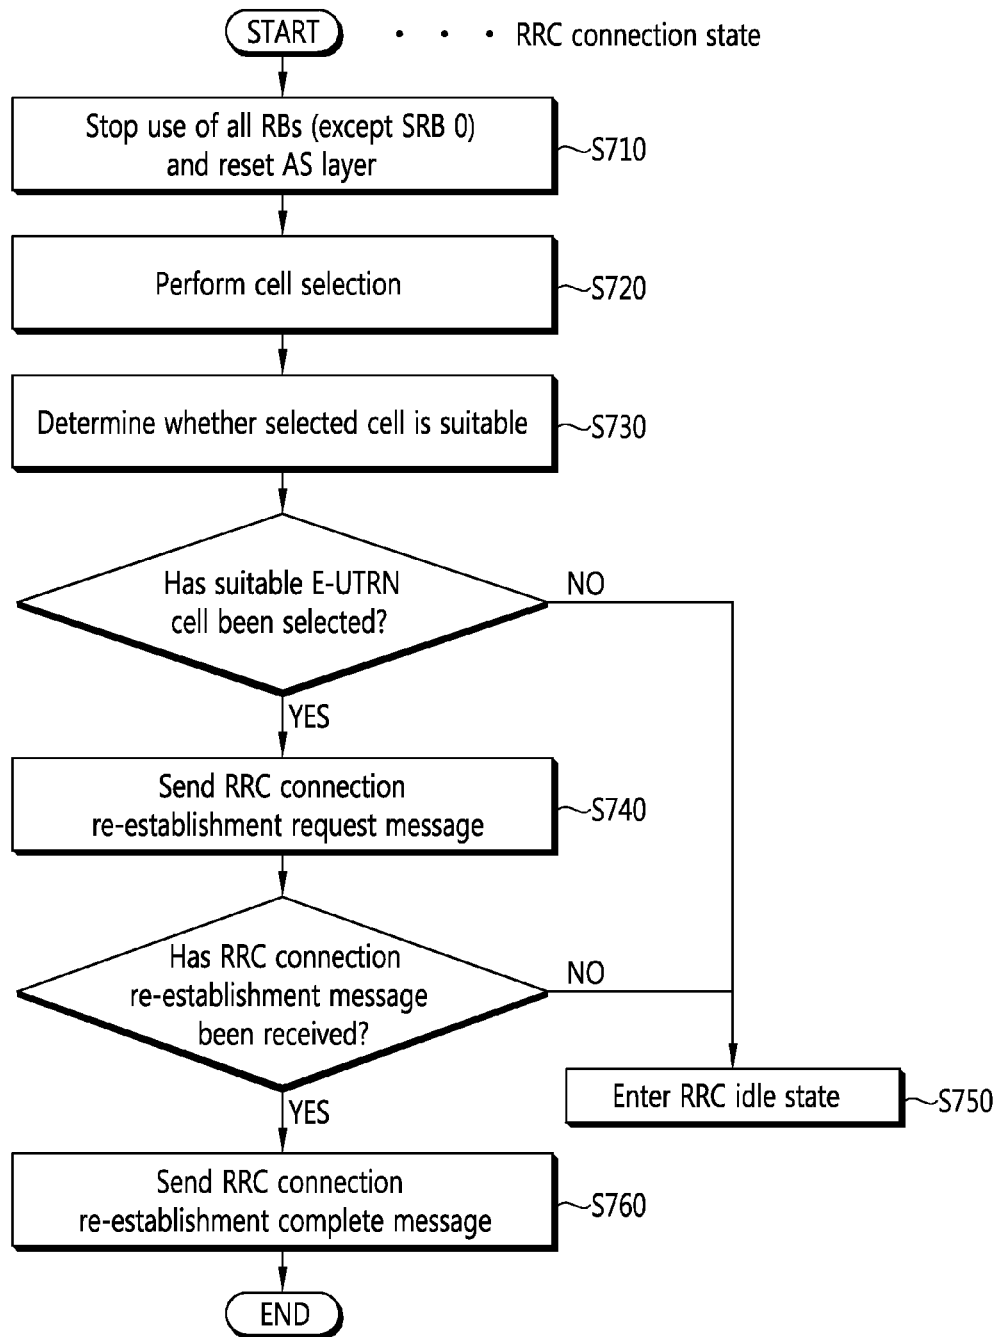 START
RRC connection state
Stop use of all RBs (except SRB 0)
and reset AS layer
S710
Perform cell selection
S720
Determine whether selected cell is suitable
S730
Has suitable E-UTRN
cell been selected?
NO
YES
Send RRC connection
re-establishment request message
S740
Has RRC connection
re-establishment message
been received?
NO
YES
Enter RRC idle state
S750
Send RRC connection
re-establishment complete message
S760
END